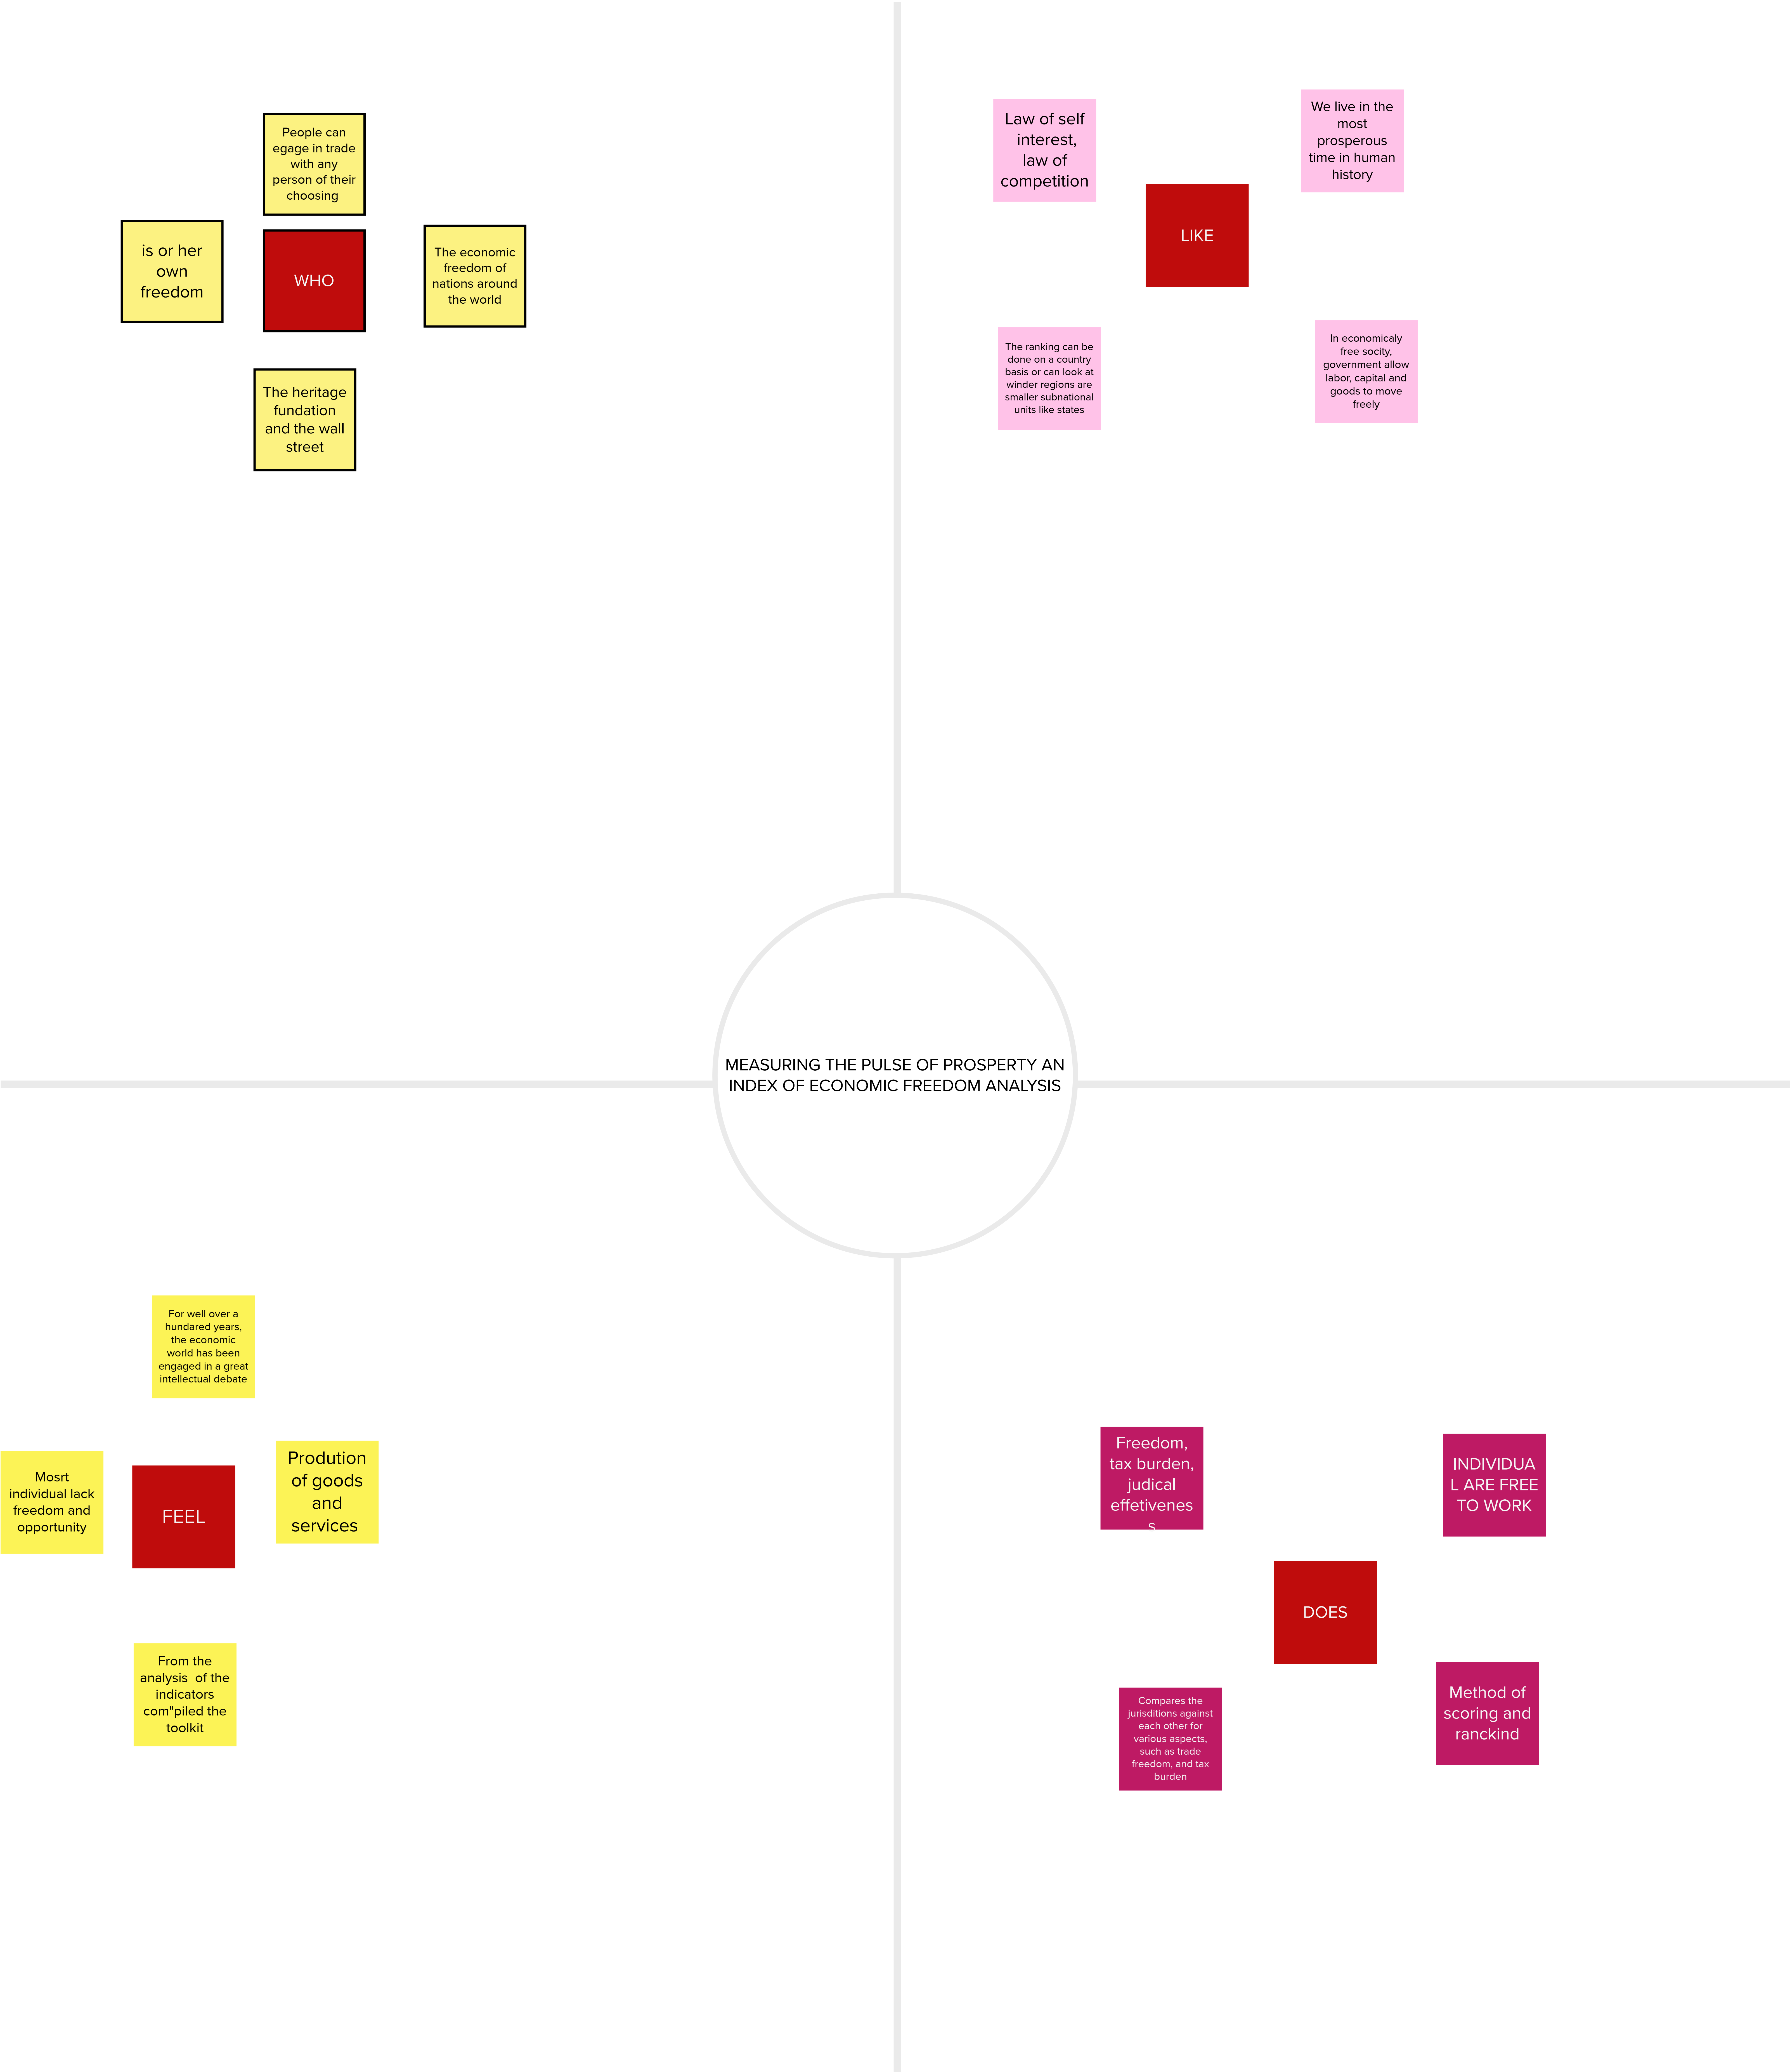 People can
egage in trade
with any
person of their
choosing
is or her
own
freedom
WHO
The economic
freedom of
nations around
the world
The heritage
fundation
and the wall
street
Law of self
interest,
law of
competition
We live in the
most
prosperous
time in human
history
LIKE
The ranking can be
done on a country
basis or can look at
winder regions are
smaller subnational
units like states
In economicaly
free socity,
government allow
labor, capital and
goods to move
freely
MEASURING THE PULSE OF PROSPERTY AN
INDEX OF ECONOMIC FREEDOM ANALYSIS
For well over a
hundared years,
the economic
world has been
engaged in a great
intellectual debate
Mosrt
individual lack
freedom and
opportunity
FEEL
Prodution
of goods
and
services
From the
analysis  of the
indicators
com"piled the
toolkit
Freedom,
tax burden,
judical
effetivenes
s
INDIVIDUA
L ARE FREE
TO WORK
DOES
Compares the
jurisditions against
each other for
various aspects,
such as trade
freedom, and tax
burden
Method of
scoring and
ranckind